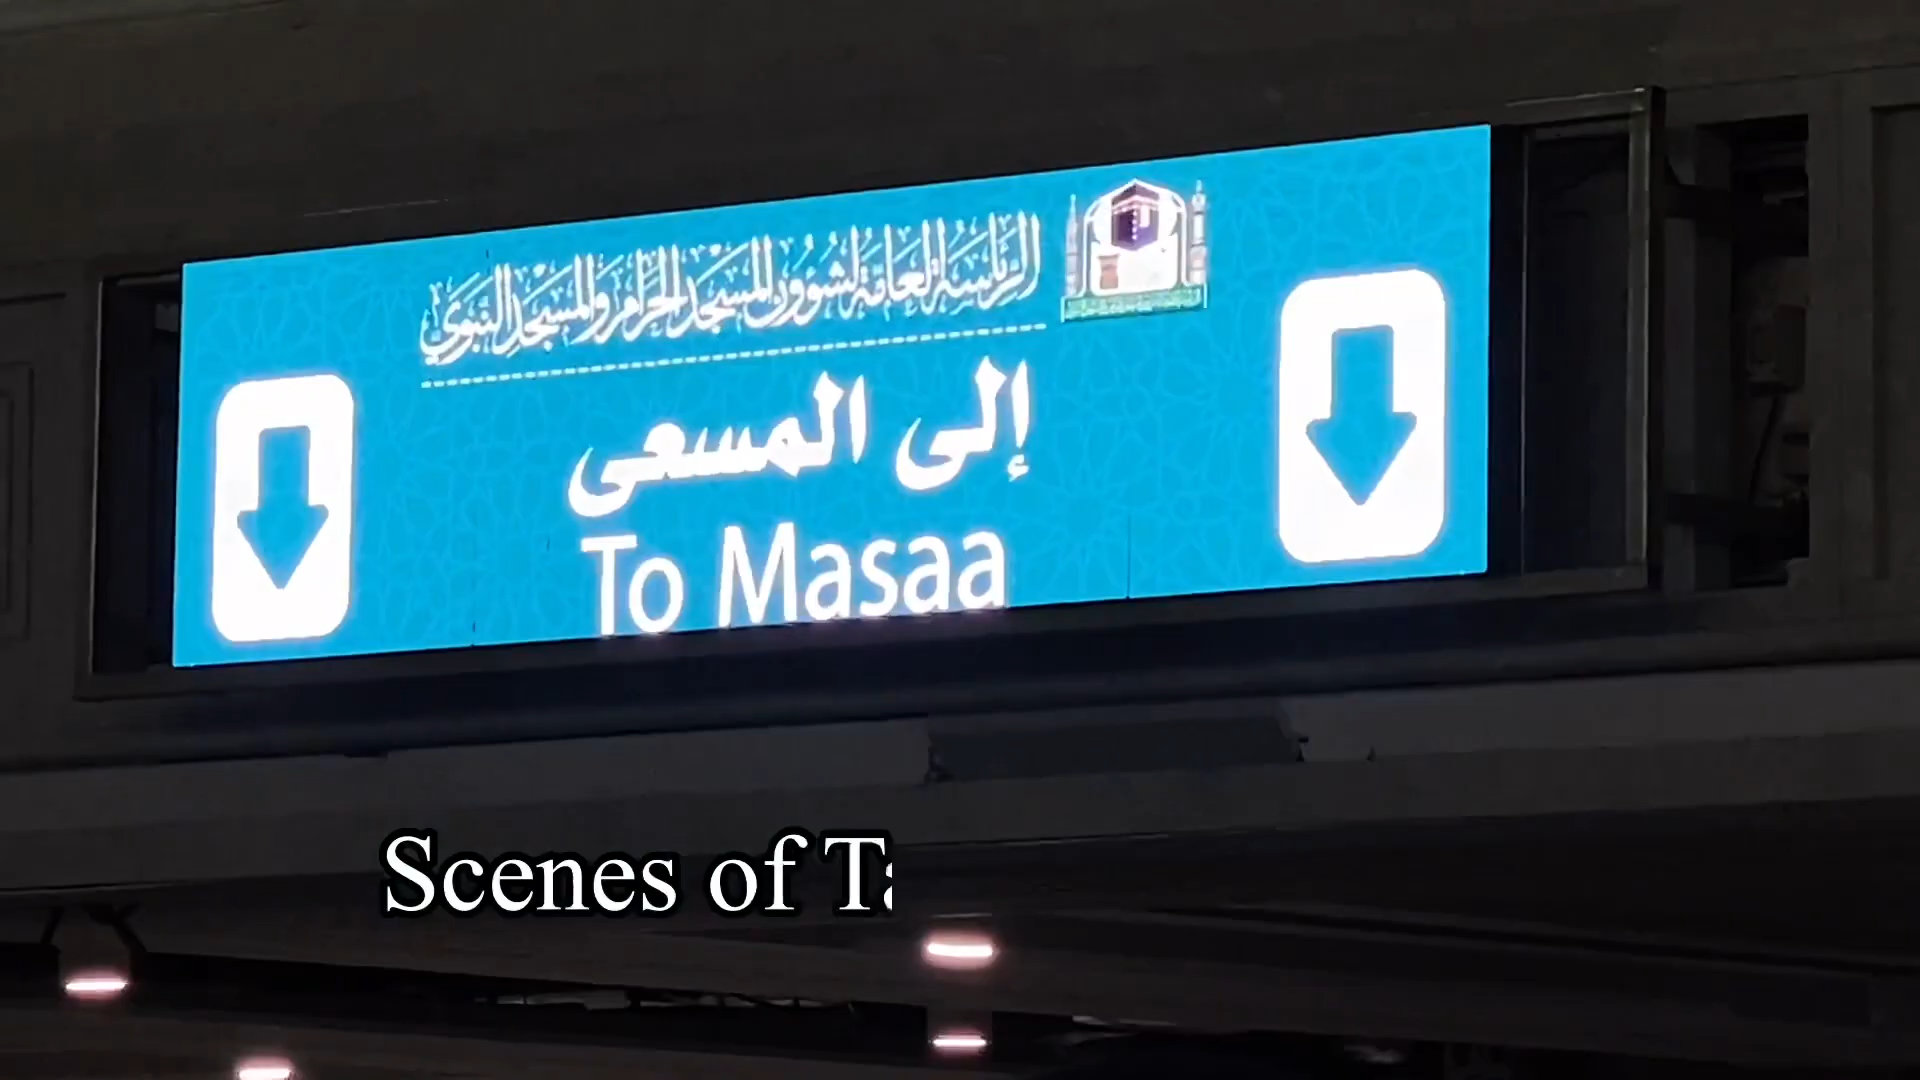 الرئاسة العامة لشؤون المسجد الحرام والمسجد النبوي
إلى المسعى
To Masaa
Scenes of Ta